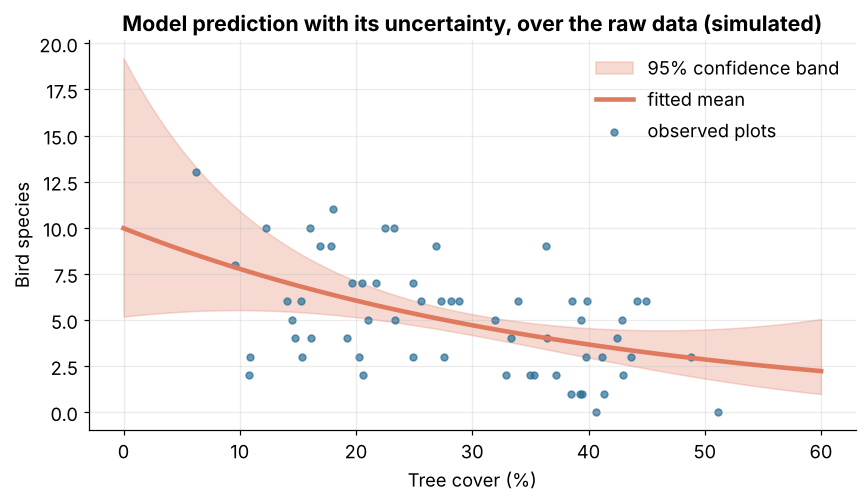 Model prediction with its uncertainty, over the raw data (simulated)
95% confidence band
fitted mean
observed plots
Bird species
20.0
17.5
15.0
12.5
10.0
7.5
5.0
2.5
0.0
0 10 20 30 40 50 60
Tree cover (%)